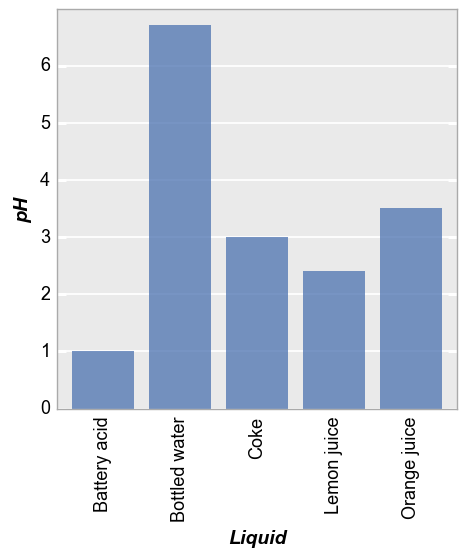 6
5
4
3
2
1
0
pH
Battery acid
Bottled water
Coke
Lemon juice
Orange juice
Liquid